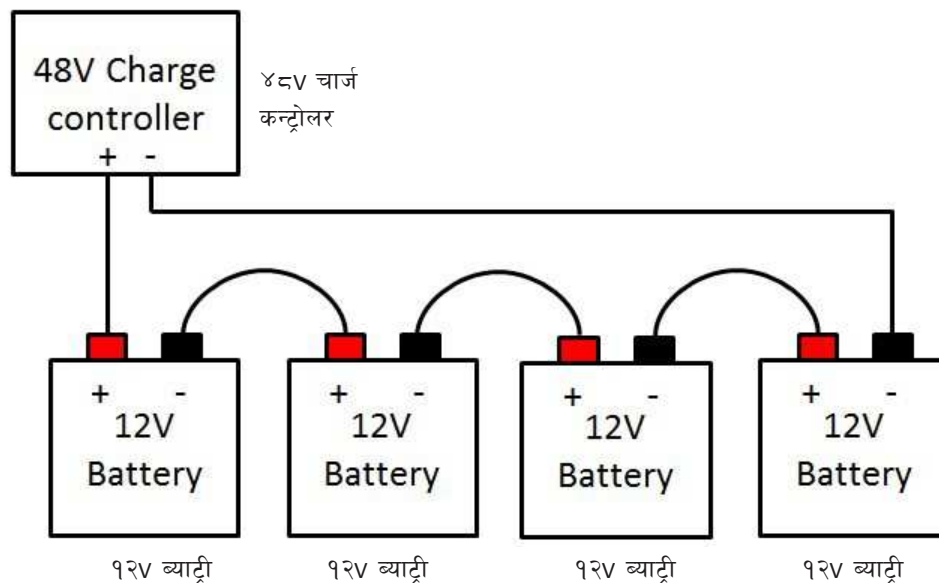 48V Charge
controller
+ -
४८V चार्ज
कन्ट्रोलर
+ -
12V
Battery
+ -
12V
Battery
+ -
12V
Battery
+ -
12V
Battery
१२V ब्याट्री
१२V ब्याट्री
१२V ब्याट्री
१२V ब्याट्री